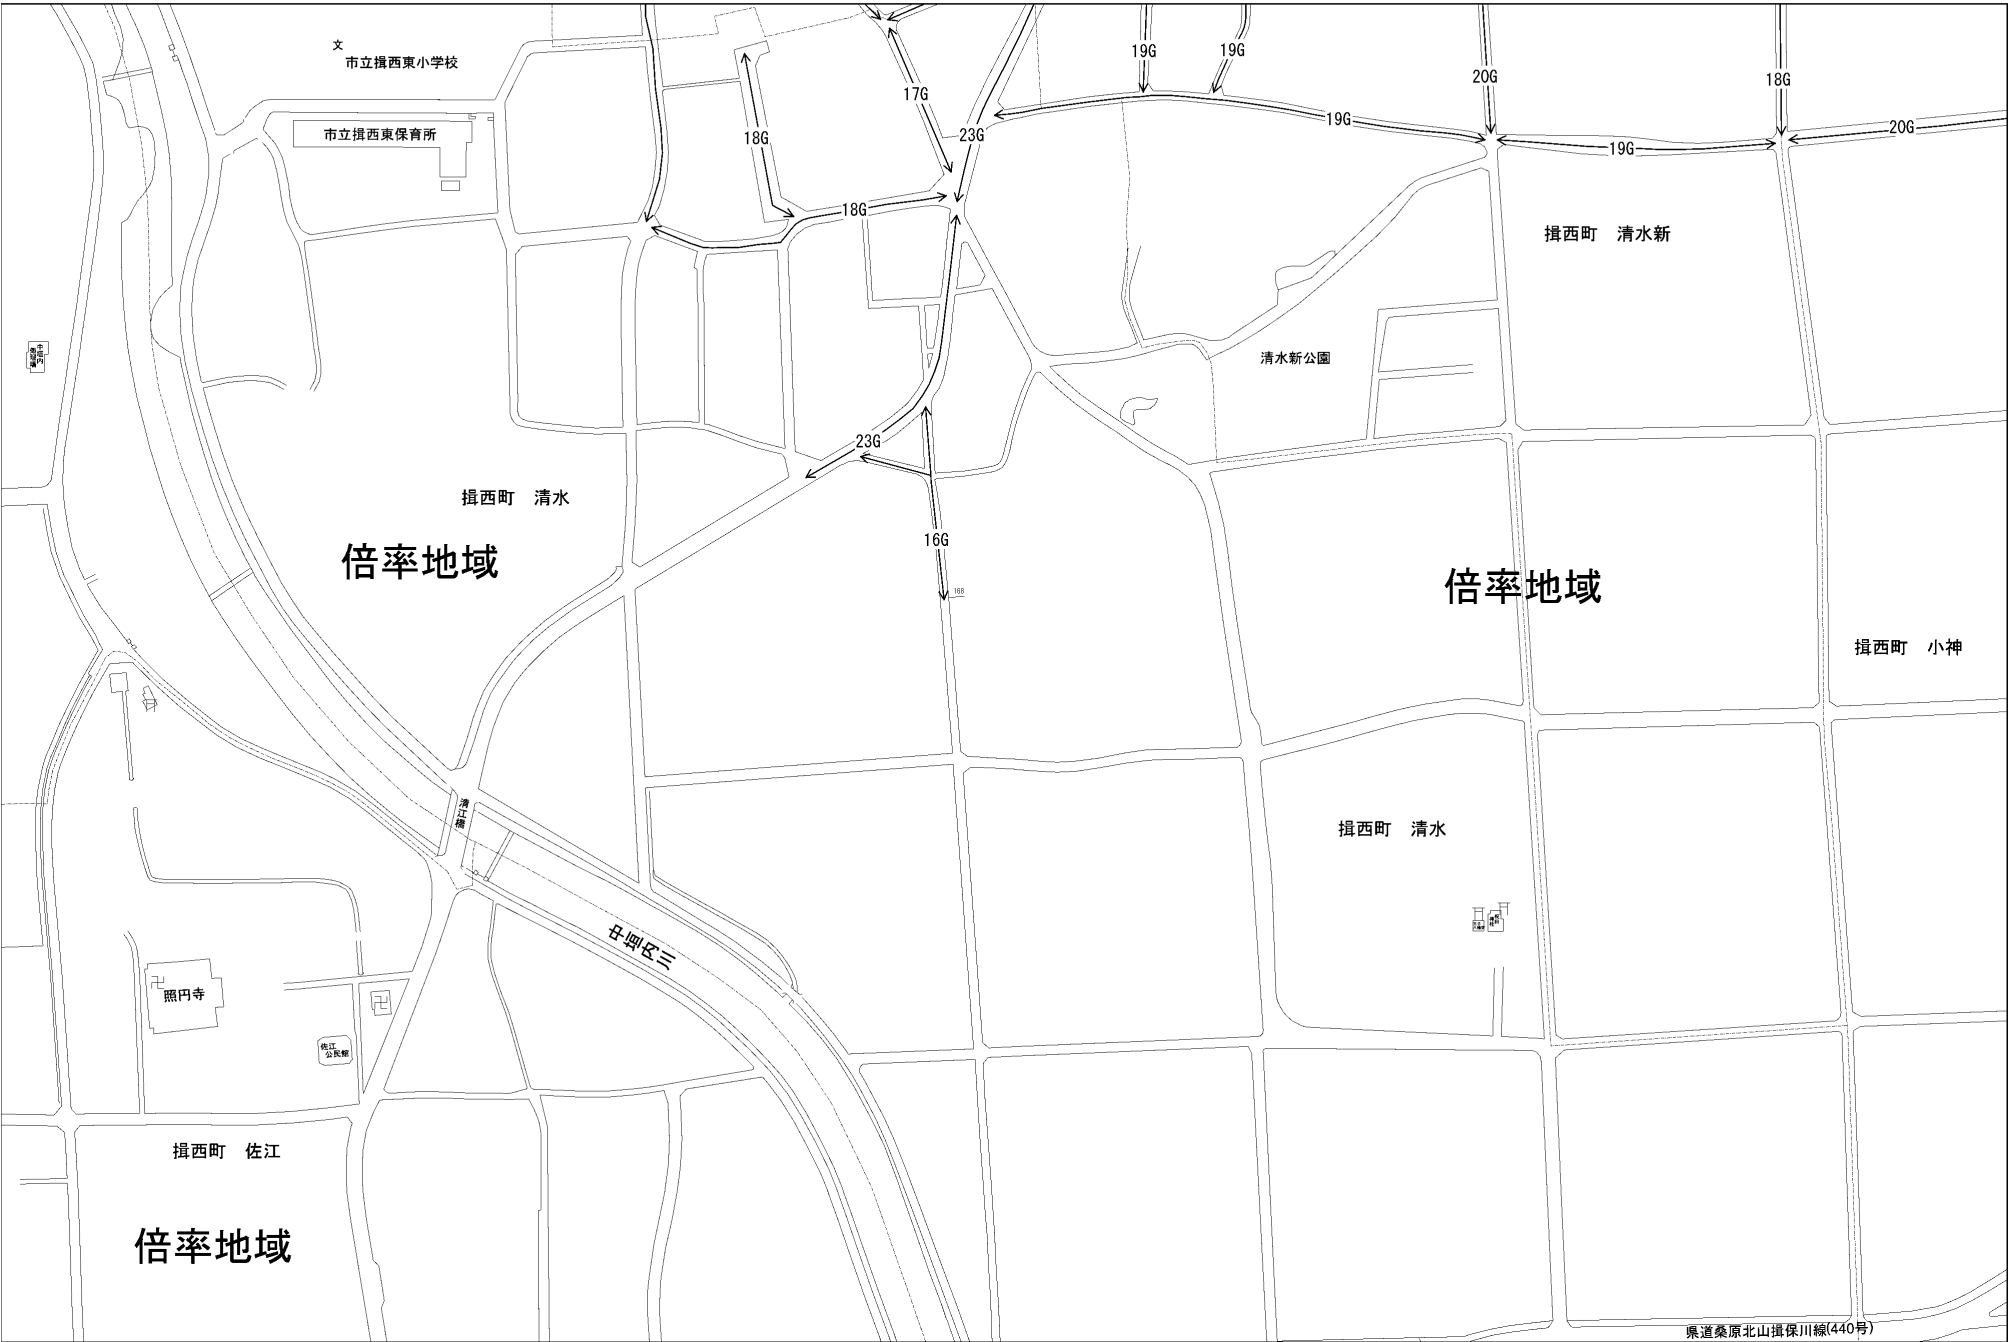 文
市立揖西東小学校
19G
19G
20G
18G
17G
18G
23G
19G
19G
20G
市立揖西東保育所
18G
揖西町 清水新
中垣内
清水新公園
23G
揖西町 清水
倍率地域
16G
168
倍率地域
揖西町 小神
清江橋
揖西町 清水
中垣内川
照円寺
佐江
公民館
揖西町 佐江
倍率地域
県道桑原北山揖保川線(440号)